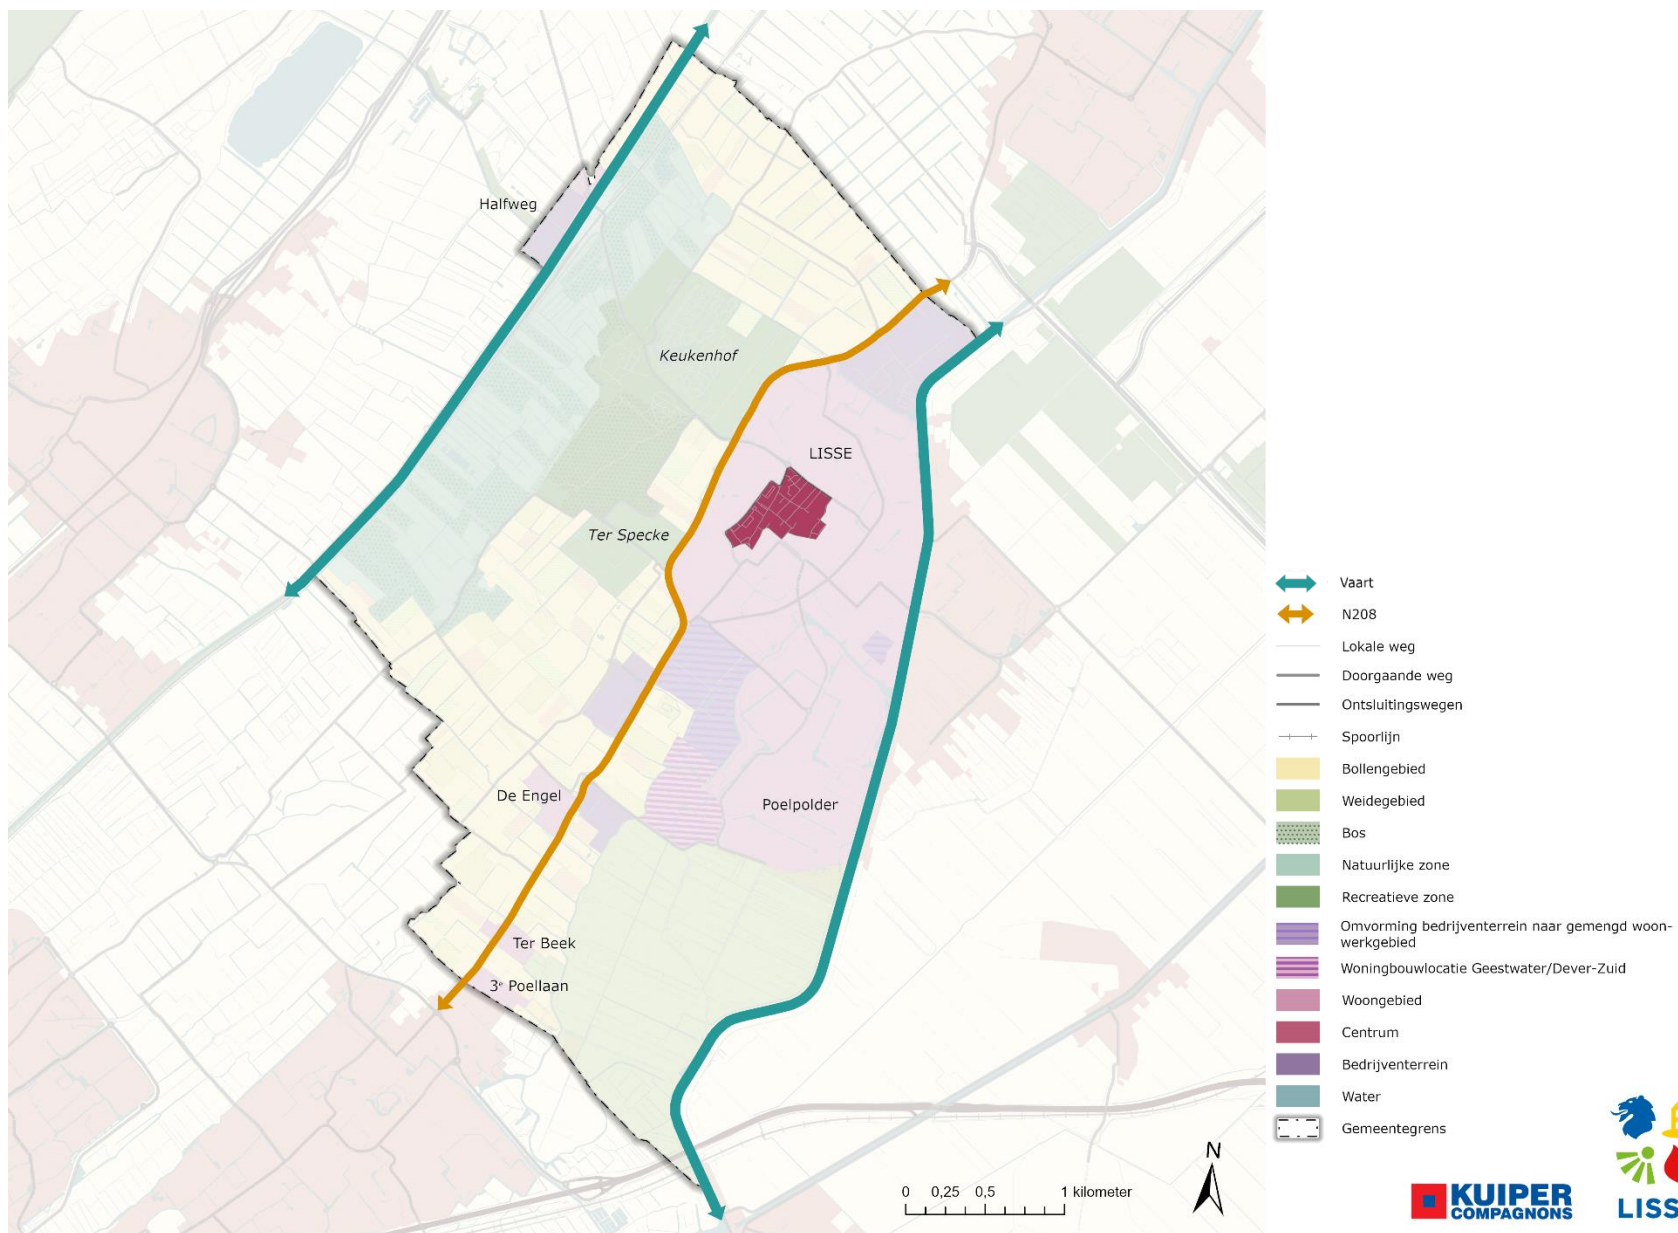 Halfweg
Keukenhof
LISSE
Ter Specke
De Engel
Poelpolder
Ter Beek
3e Poellaan
Vaart
N208
Lokale weg
Doorgaande weg
Ontsluitingswegen
Spoorlijn
Bollengebied
Weidegebied
Bos
Natuurlijke zone
Recreatieve zone
Omvorming bedrijventerrein naar gemengd woon-
werkgebied
Woningbouwlocatie Geestwater/Dever-Zuid
Woongebied
Centrum
Bedrijventerrein
Water
Gemeentegrens
N
0 0,25 0,5 1 kilometer
KUIPER
COMPAGNONS
LISS